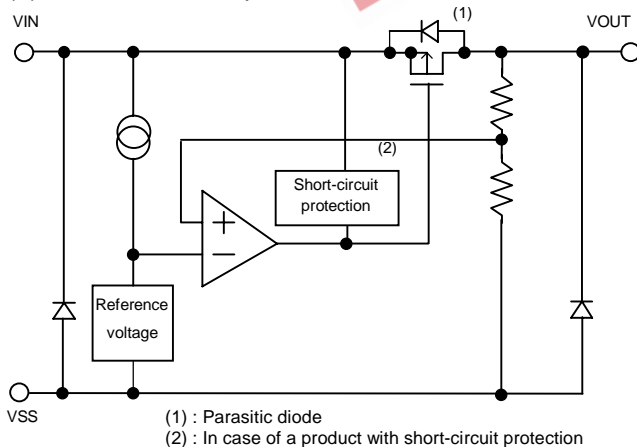 VIN
(1)
VOUT
(2)
Short-circuit
protection
+
−
Reference
voltage
VSS
(1) : Parasitic diode
(2) : In case of a product with short-circuit protection